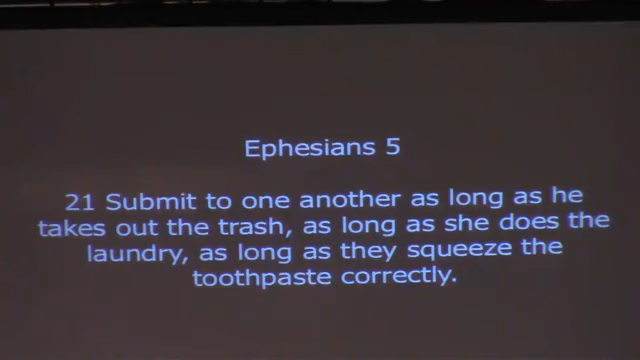 Ephesians 5
21 Submit to one another as long as he
takes out the trash, as long as she does the
laundry, as long as they squeeze the
toothpaste correctly.